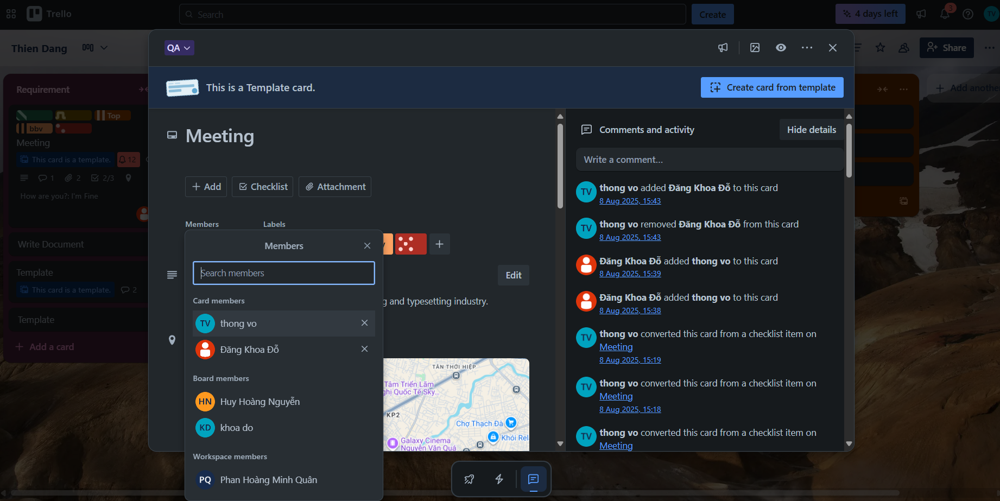 Trello
Search
Create
4 days left
3
TV
Thien Dang
Share
QA
This is a Template card.
Create card from template
Requirement
Top
bbv
Meeting
This card is a template.
12
1
2
2/3
How are you?: I'm Fine
Write Document
Template
This card is a template.
2
Template
Add a card
Meeting
Add
Checklist
Attachment
Members
Labels
Edit
g and typesetting industry.
Members
Search members
Card members
TV
thong vo
Đăng Khoa Đỗ
Board members
HN
Huy Hoàng Nguyễn
KD
khoa do
Workspace members
PQ
Phan Hoàng Minh Quân
TÂN THỚI HIỆP
Tâm Triển Lãm
ghị Quốc Tế Sky...
KP2
Chợ Thạch Đà
Galaxy Cinema
Nguyễn Văn Quá
Khói Rel
Comments and activity
Hide details
Write a comment...
TV
thong vo added Đăng Khoa Đỗ to this card
8 Aug 2025, 15:43
TV
thong vo removed Đăng Khoa Đỗ from this card
8 Aug 2025, 15:43
Đăng Khoa Đỗ added thong vo to this card
8 Aug 2025, 15:39
Đăng Khoa Đỗ added thong vo to this card
8 Aug 2025, 15:38
TV
thong vo converted this card from a checklist item on
Meeting
8 Aug 2025, 15:19
TV
thong vo converted this card from a checklist item on
Meeting
8 Aug 2025, 15:18
TV
thong vo converted this card from a checklist item on
Meeting
Add anothe